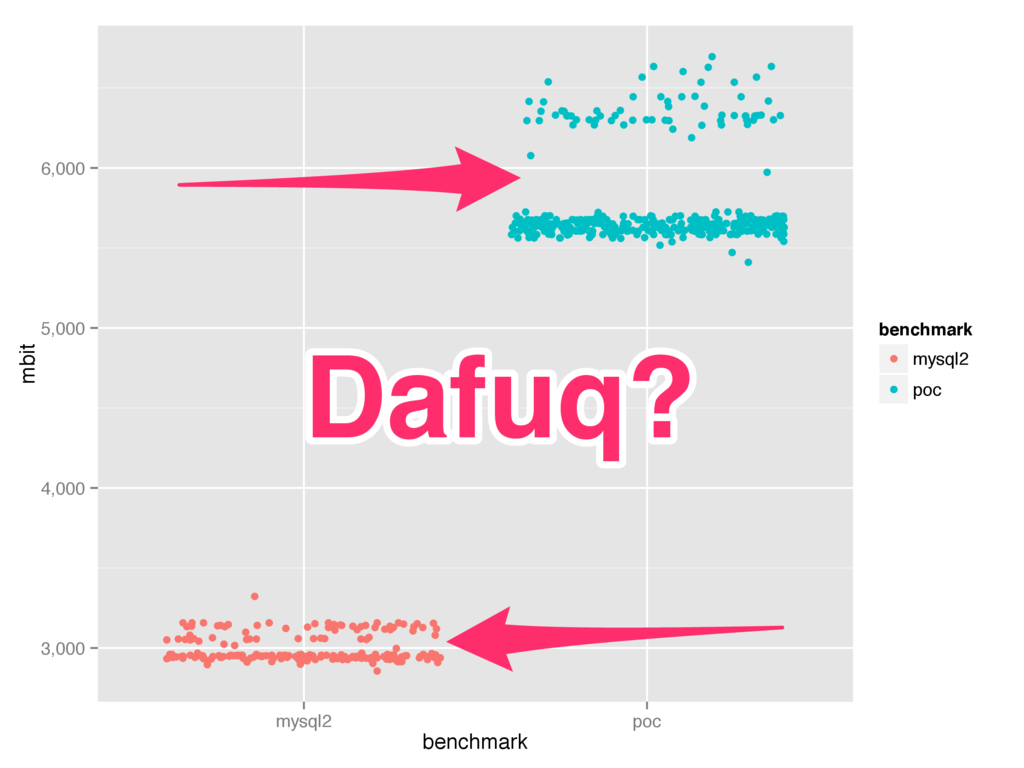 6,000
5,000
4,000
3,000
mbit
Dafuq?
mysql2
poc
benchmark
benchmark
mysql2
poc